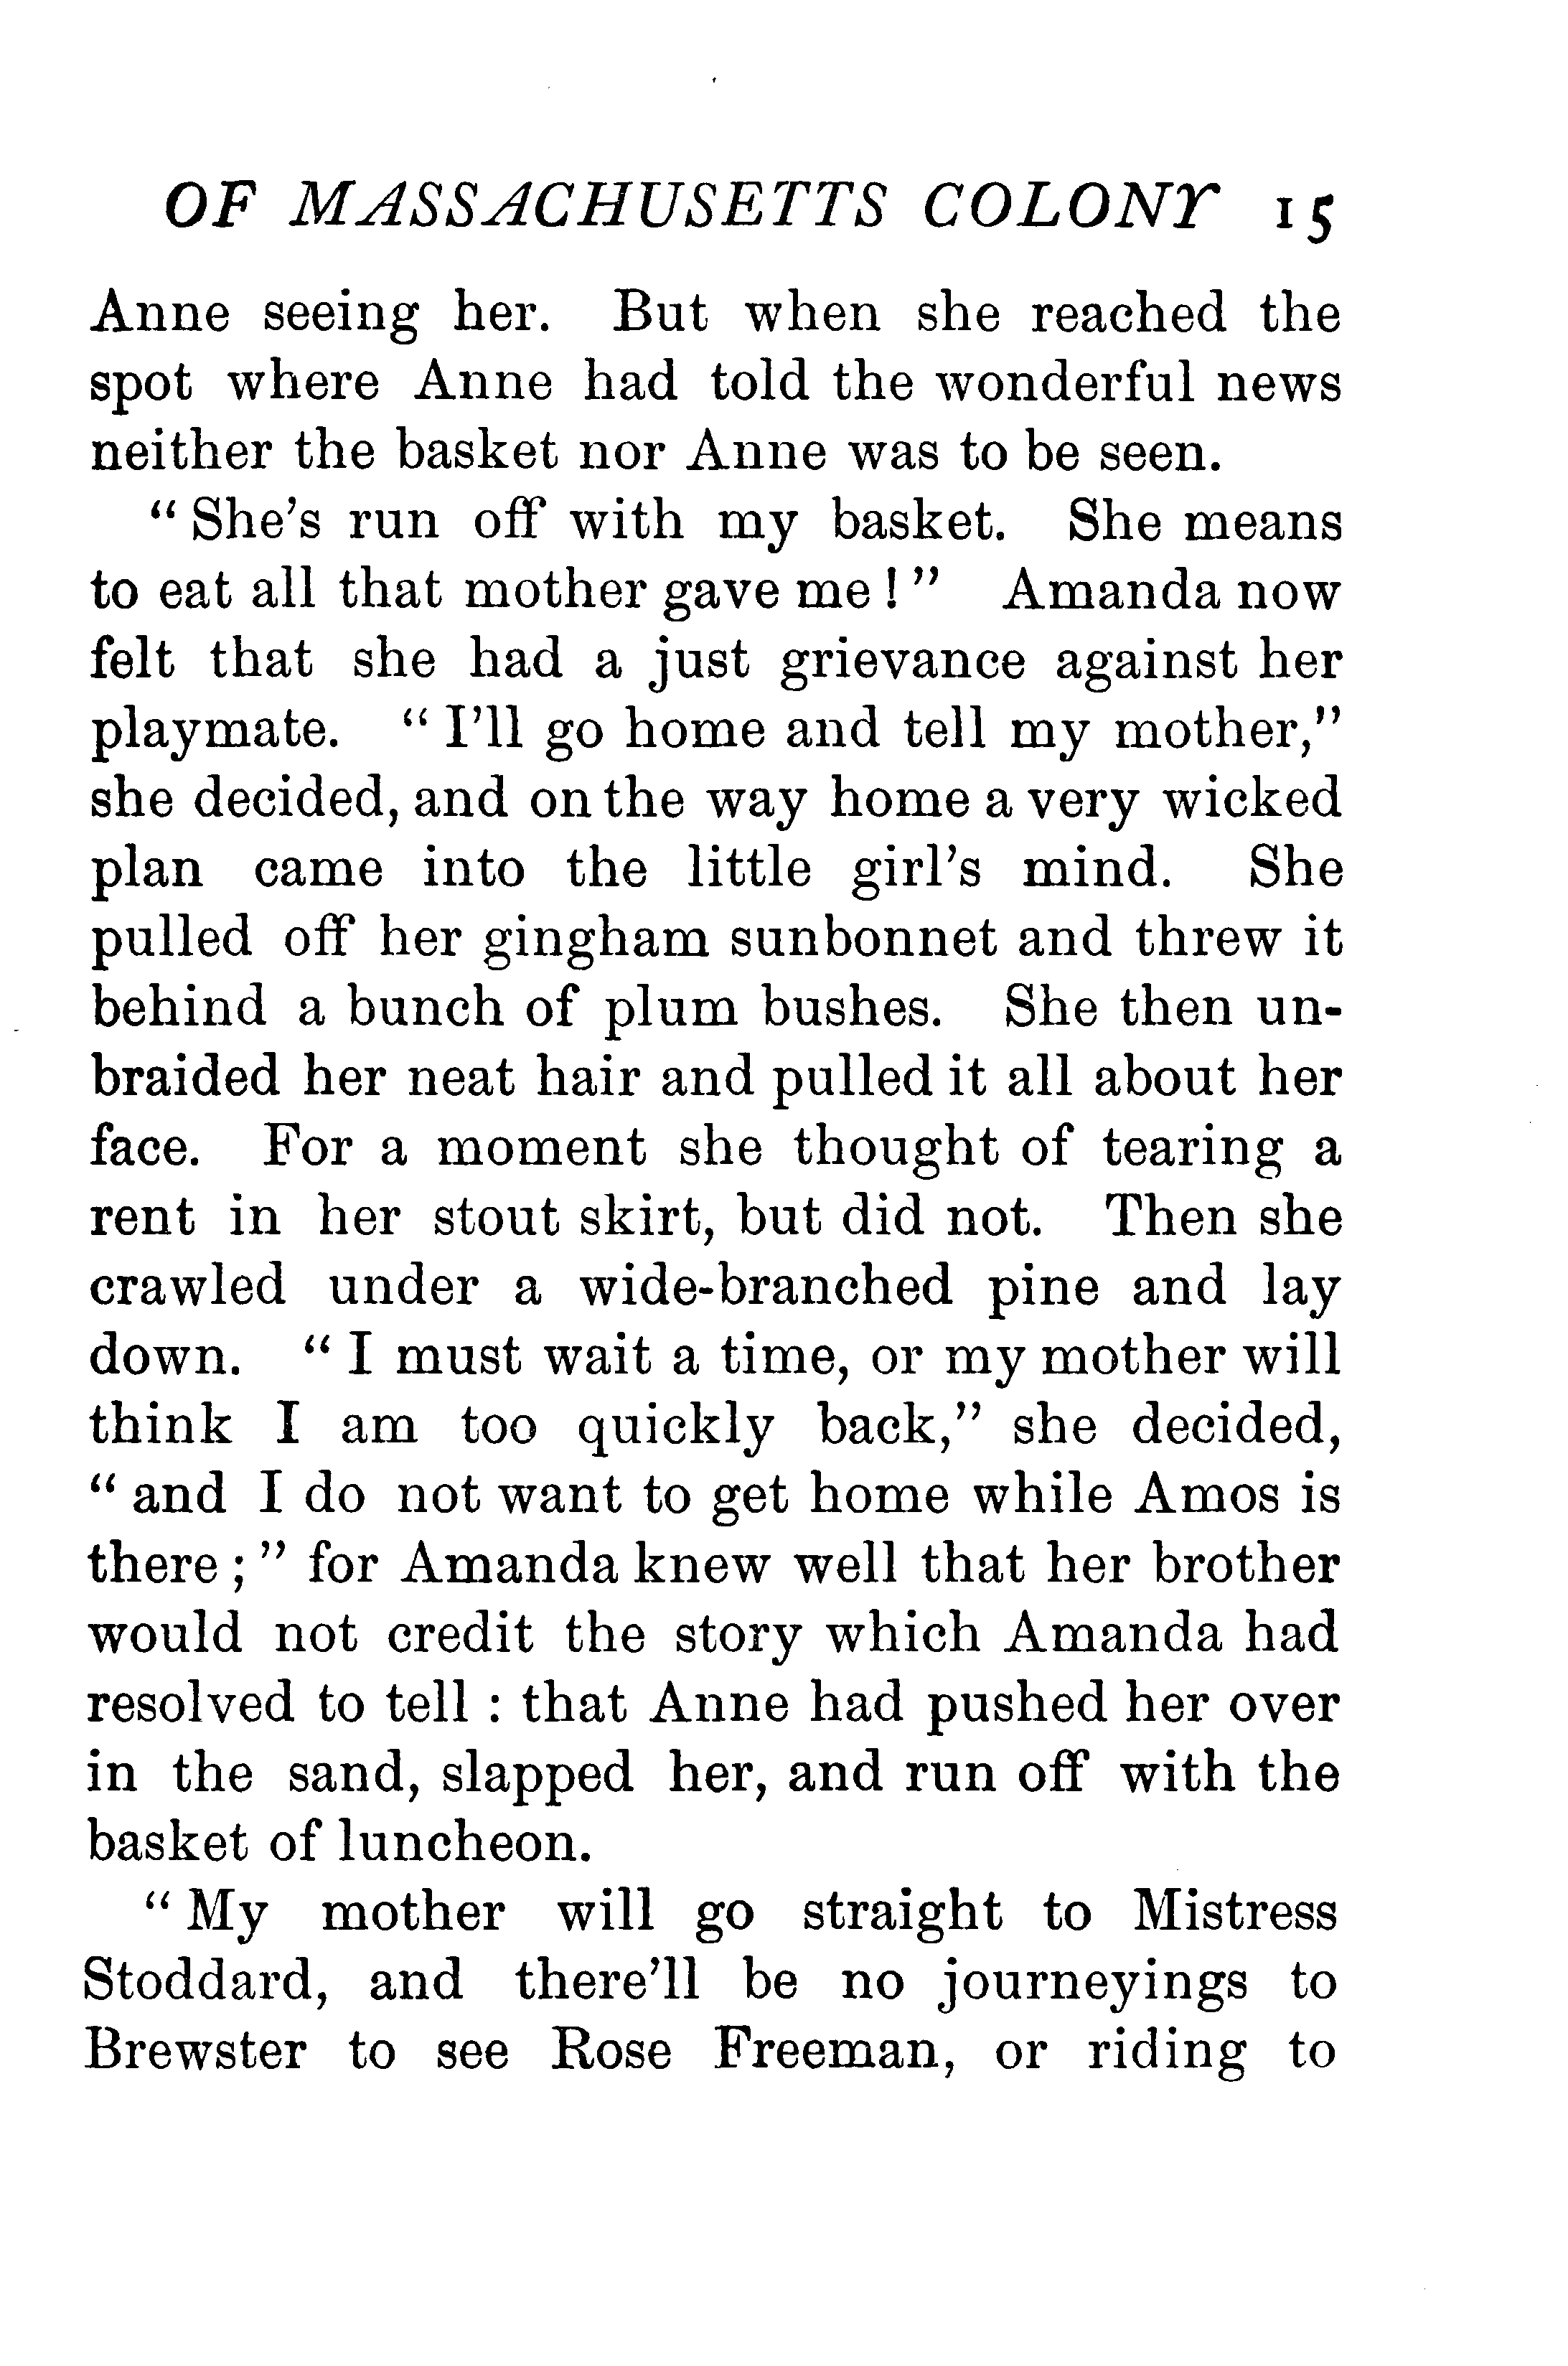 OF MASSACHUSETTS COLONY 15
Anne seeing her. But when she reached the
spot where Anne had told the wonderful news
neither the basket nor Anne was to be seen.
“ She’s run off with my basket. She means
to eat all that mother gave me ! ” Amanda now
felt that she had a just grievance against her
playmate. “ I’ll go home and tell my mother,”
she decided, and on the way home a very wicked
plan came into the little girl’s mind. She
pulled off her gingham sunbonnet and threw it
behind a bunch of plum bushes. She then un-
braided her neat hair and pulled it all about her
face. For a moment she thought of tearing a
rent in her stout skirt, but did not. Then she
crawled under a wide-branched pine and lay
down. “ I must wait a time, or my mother will
think I am too quickly back,” she decided,
“ and I do not want to get home while Amos is
there ; ” for Amanda knew well that her brother
would not credit the story which Amanda had
resolved to tell : that Anne had pushed her over
in the sand, slapped her, and run off with the
basket of luncheon.
“ My mother will go straight to Mistress
Stoddard, and there’ll be no journeyings to
Brewster to see Rose Freeman, or riding to